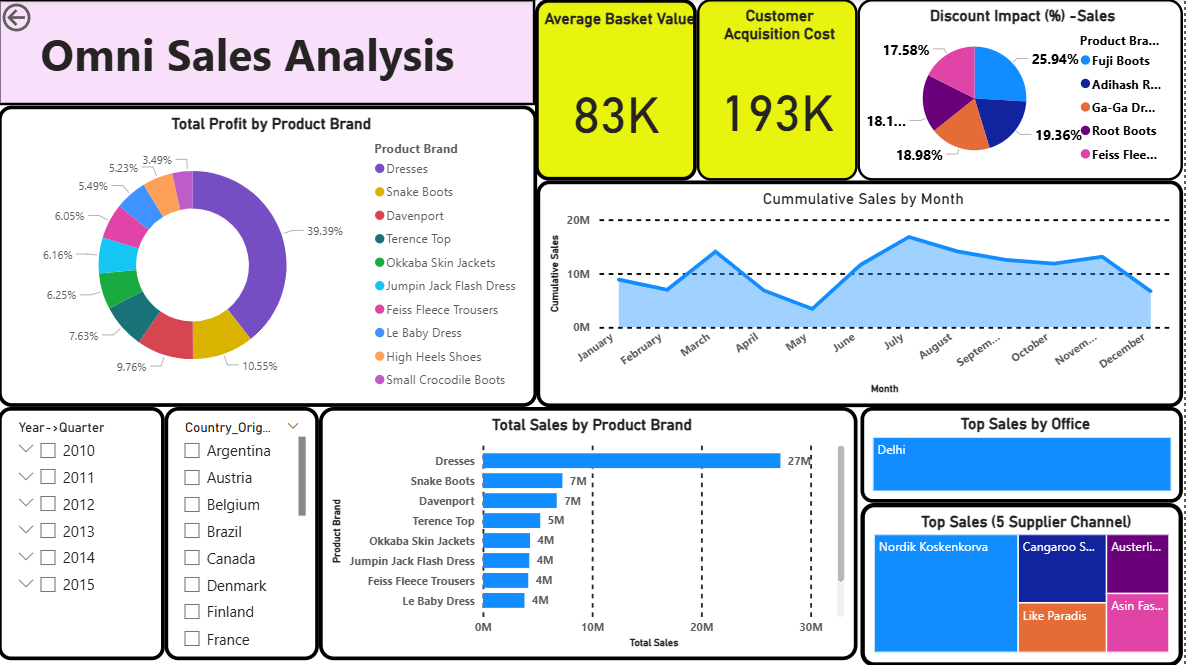 Omni Sales Analysis
Average Basket Value
83K
Customer
Acquisition Cost
193K
Discount Impact (%) -Sales
17.58%
25.94%
18.1...
19.36%
18.98%
Product Bra...
Fuji Boots
Adihash R...
Ga-Ga Dr...
Root Boots
Feiss Flee...
Total Profit by Product Brand
3.49%
5.23%
5.49%
6.05%
6.16%
6.25%
7.63%
9.76%
10.55%
39.39%
Product Brand
Dresses
Snake Boots
Davenport
Terence Top
Okkaba Skin Jackets
Jumpin Jack Flash Dress
Feiss Fleece Trousers
Le Baby Dress
High Heels Shoes
Small Crocodile Boots
Cummulative Sales by Month
Cumulative Sales
20M
10M
0M
January
February
March
April
May
June
July
August
Septem...
October
Novem...
December
Month
Year->Quarter
2010
2011
2012
2013
2014
2015
Country_Orig...
Argentina
Austria
Belgium
Brazil
Canada
Denmark
Finland
France
Total Sales by Product Brand
Product Brand
Dresses 27M
Snake Boots 7M
Davenport 7M
Terence Top 5M
Okkaba Skin Jackets 4M
Jumpin Jack Flash Dress 4M
Feiss Fleece Trousers 4M
Le Baby Dress 4M
0M 10M 20M 30M
Total Sales
Top Sales by Office
Delhi
Top Sales (5 Supplier Channel)
Nordik Koskenkorva
Cangaroo S...
Austerli...
Like Paradis
Asin Fas...